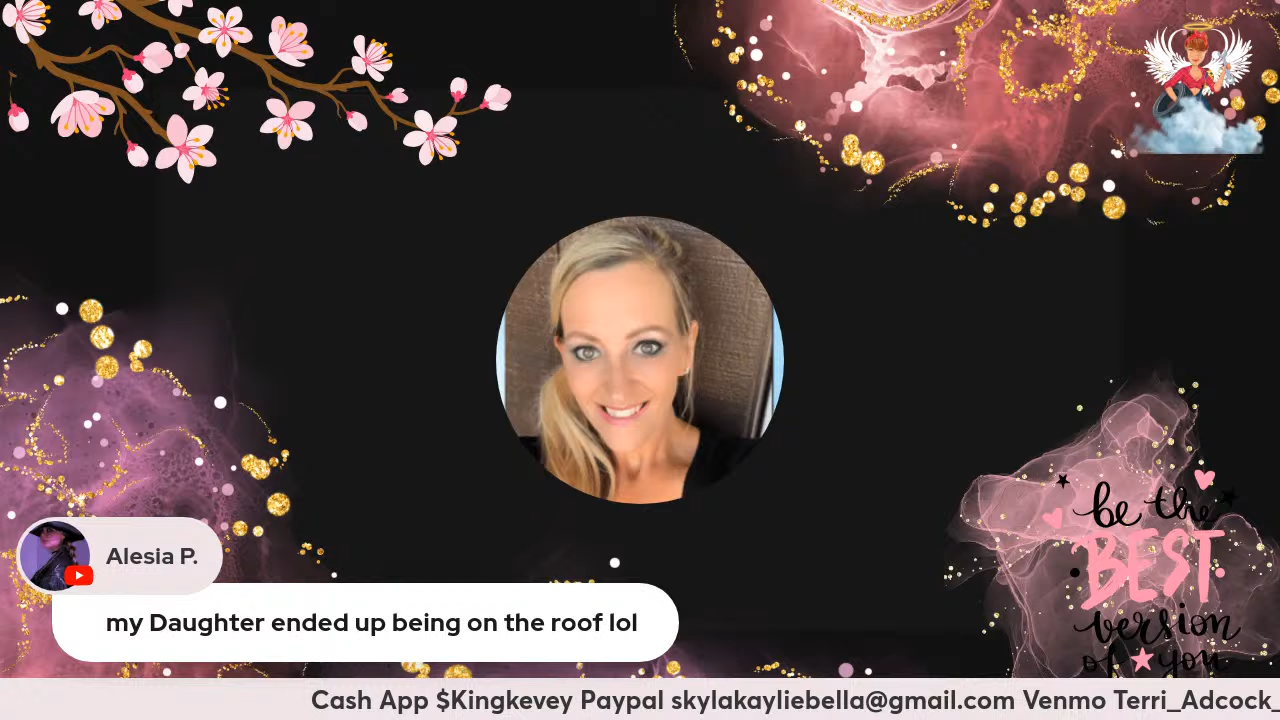 Alesia P.
my Daughter ended up being on the roof lol
be the
BEST
version
of you
Cash App $Kingkevey Paypal skylakayliebella@gmail.com Venmo Terri_Adcock_